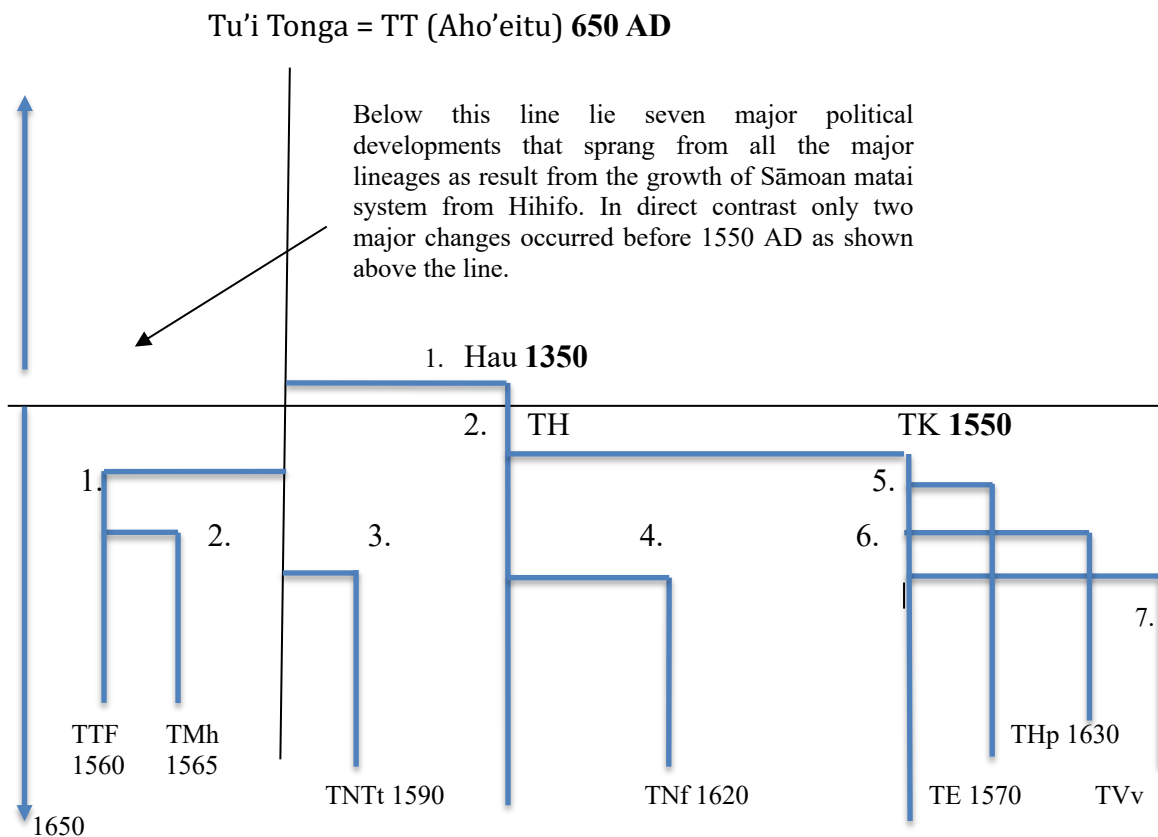 Tu'i Tonga = TT (Aho'eitu) 650 AD
Below this line lie seven major political
developments that sprang from all the major
lineages as result from the growth of Sāmoan matai
system from Hihifo. In direct contrast only two
major changes occurred before 1550 AD as shown
above the line.
1. Hau 1350
2. TH
TK 1550
1.
5.
2.
3.
4.
6.
7.
TTF
1560
TMh
1565
THp 1630
TNTt 1590
TNf 1620
TE 1570
TVv
1650